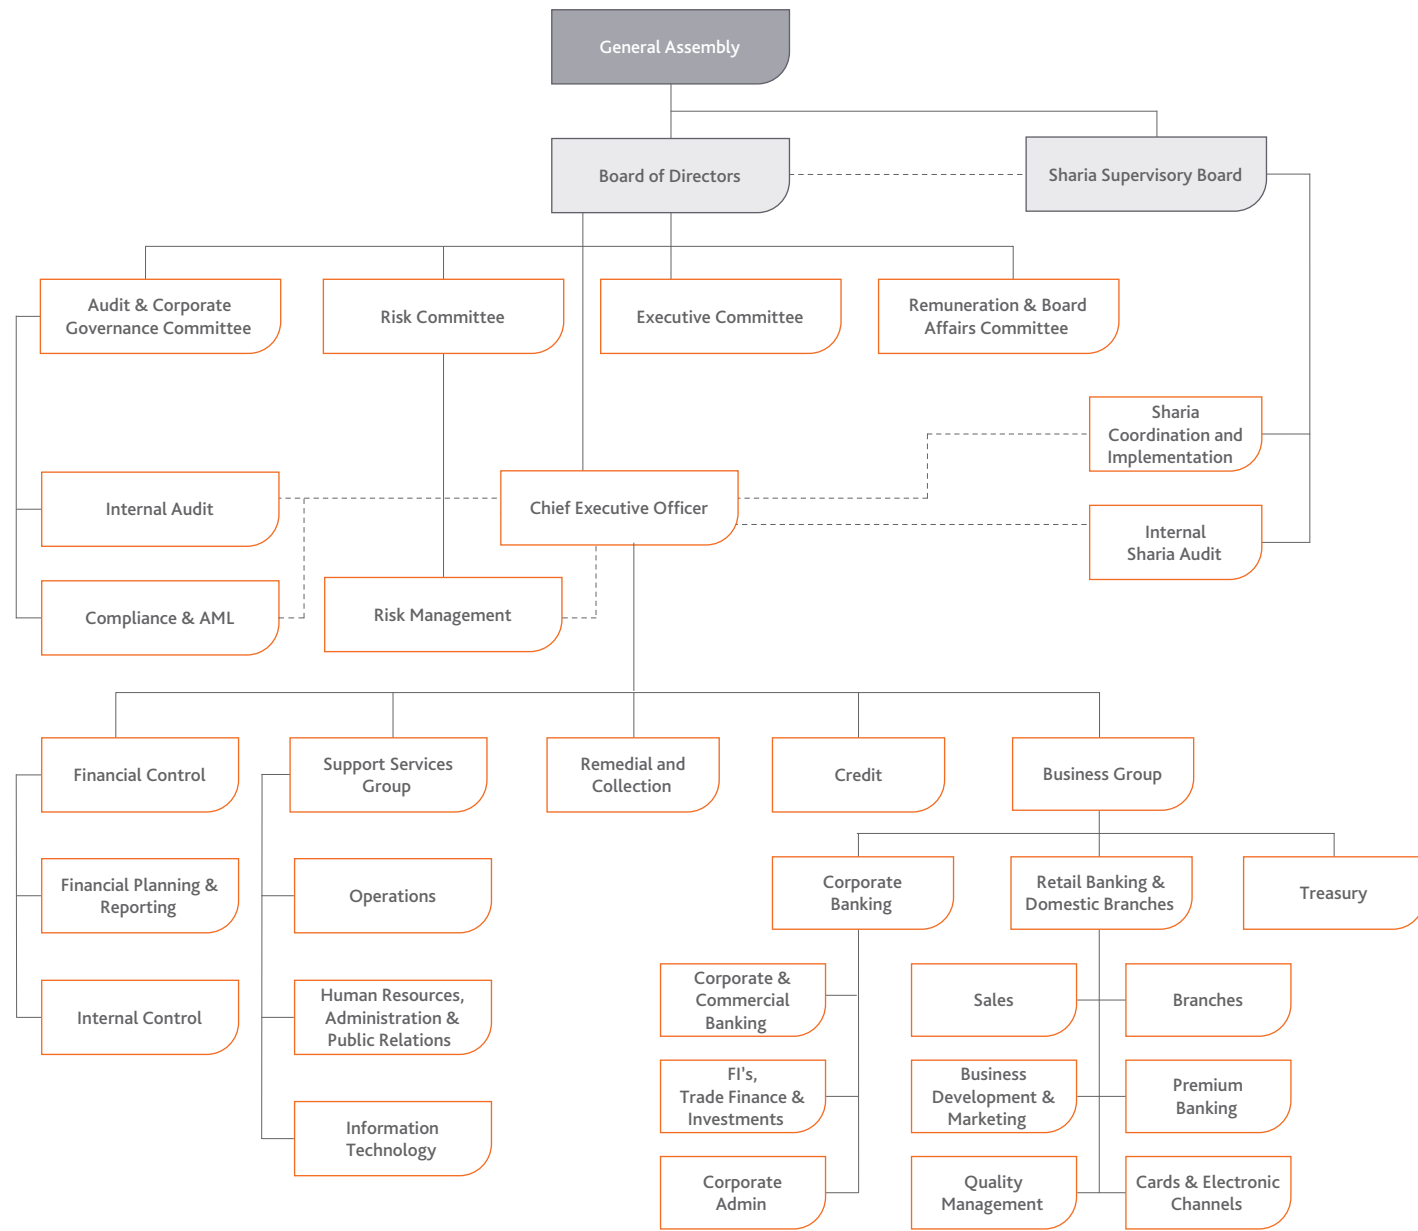 General Assembly
Board of Directors
Sharia Supervisory Board
Audit & Corporate
Governance Committee
Risk Committee
Executive Committee
Remuneration & Board
Affairs Committee
Sharia
Coordination and
Implementation
Internal Audit
Chief Executive Officer
Internal
Sharia Audit
Compliance & AML
Risk Management
Financial Control
Support Services
Group
Remedial and
Collection
Credit
Business Group
Financial Planning &
Reporting
Operations
Corporate
Banking
Retail Banking &
Domestic Branches
Treasury
Internal Control
Human Resources,
Administration &
Public Relations
Corporate &
Commercial
Banking
Sales
Branches
Information
Technology
FI's,
Trade Finance &
Investments
Business
Development &
Marketing
Premium
Banking
Corporate
Admin
Quality
Management
Cards & Electronic
Channels